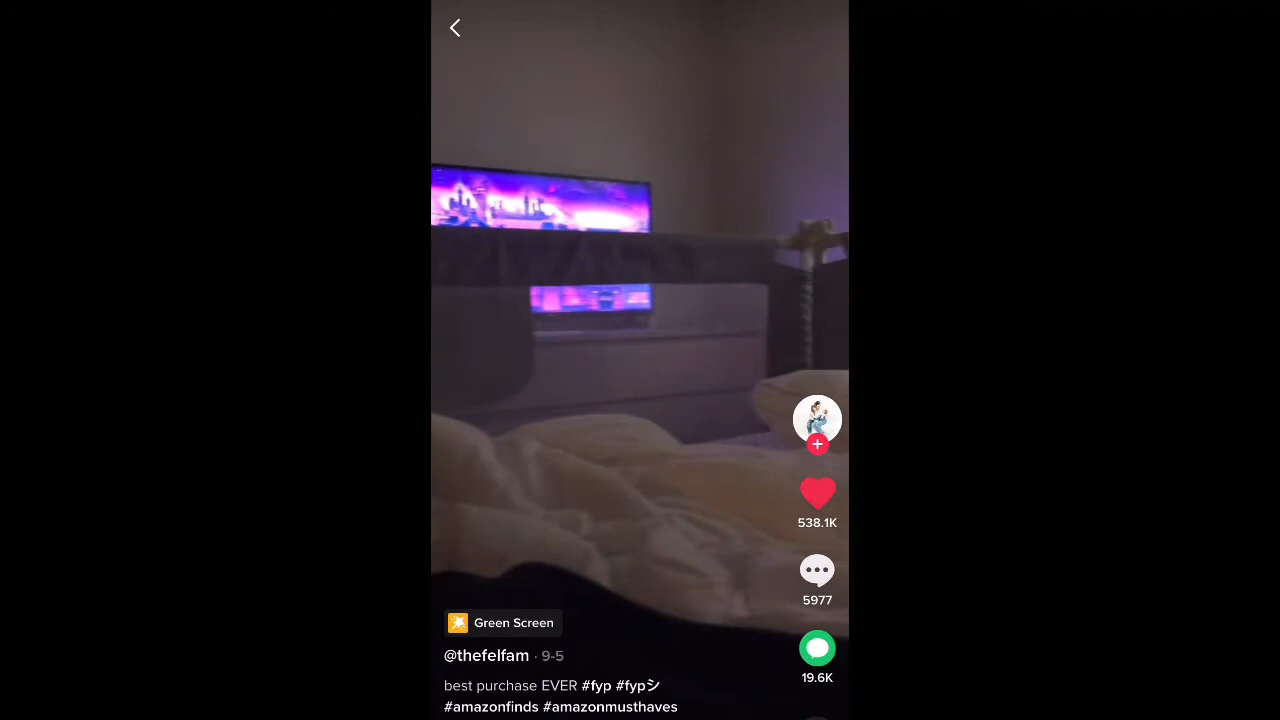 538.1K
5977
Green Screen
@thefelfam · 9-5
19.6K
best purchase EVER #fyp #fypシ
#amazonfinds #amazonmusthaves